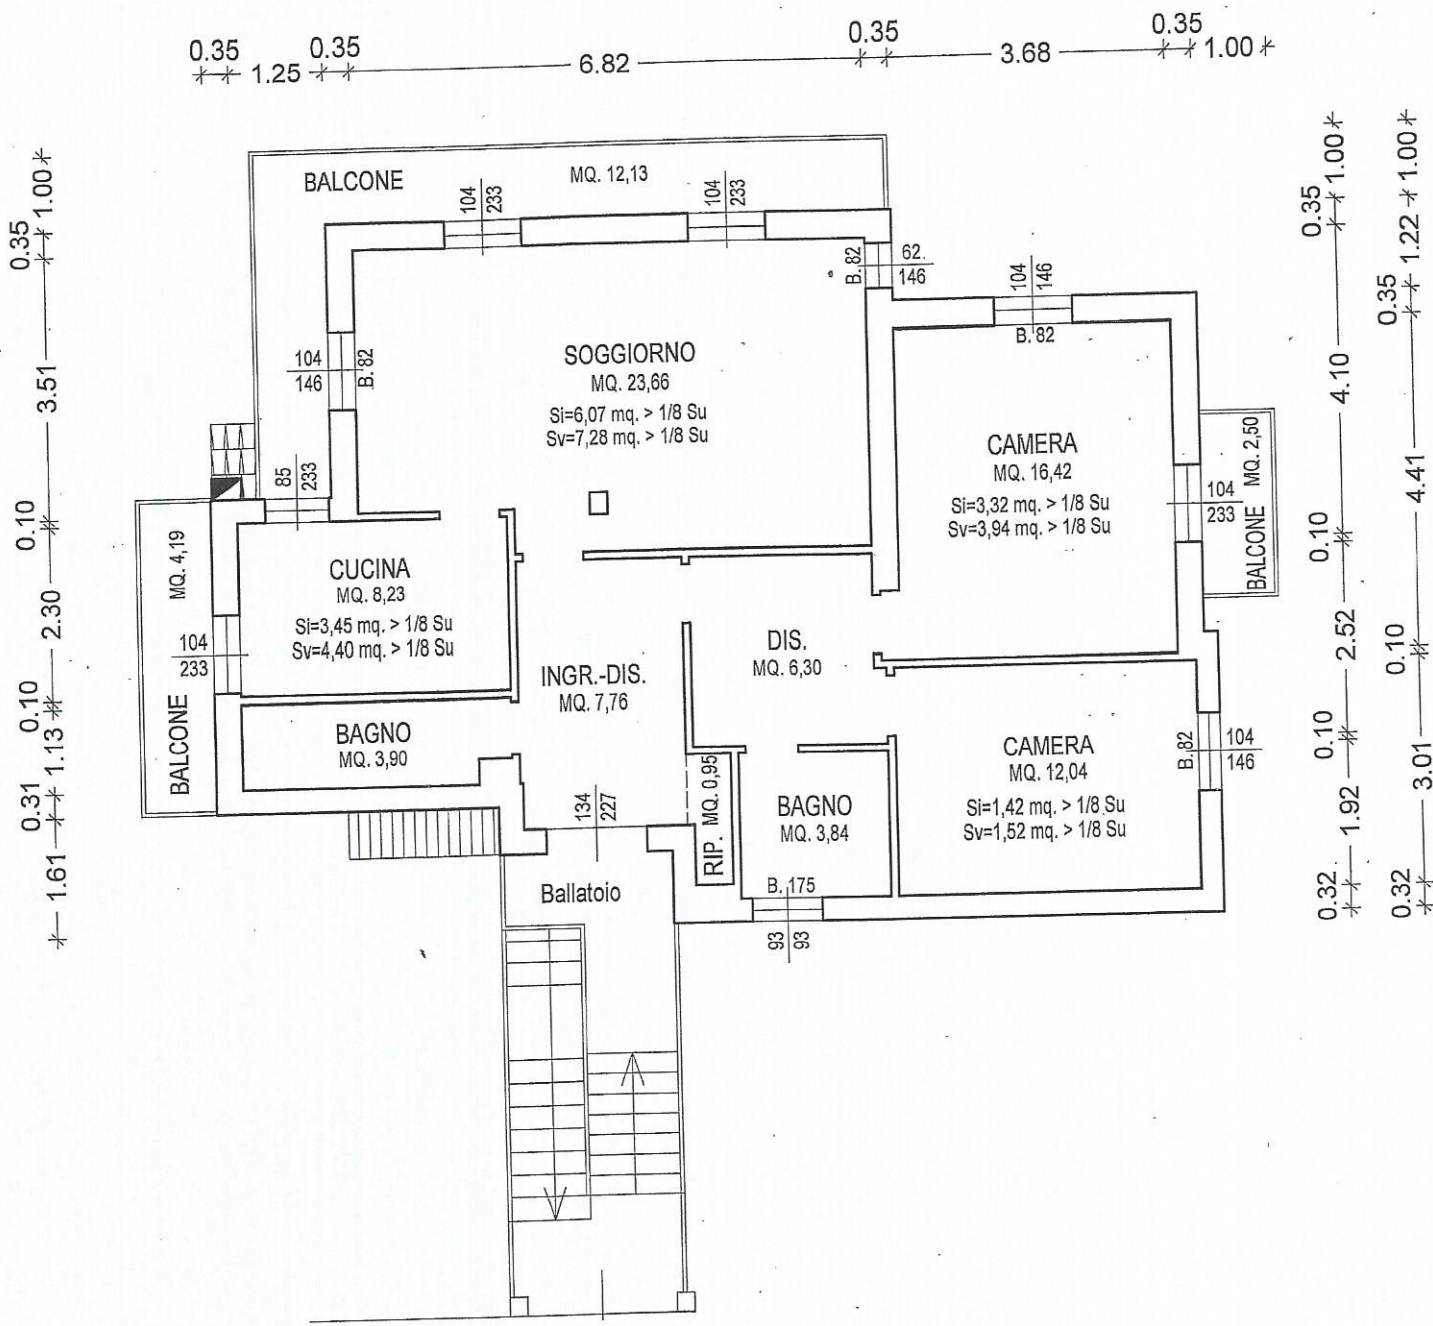 0.35 0.35 0.35 0.35
1.25 6.82 3.68 1.00
1.00
0.35
3.51
0.10
2.30
0.10
1.13
0.31
1.61
BALCONE MQ. 12,13
104
233
104
233
B. 82
62.
146
104
146
B. 82
104
146
B. 82
SOGGIORNO
MQ. 23,66
Si=6,07 mq. > 1/8 Su
Sv=7,28 mq. > 1/8 Su
CAMERA
MQ. 16,42
Si=3,32 mq. > 1/8 Su
Sv=3,94 mq. > 1/8 Su
104
233
BALCONE MQ. 2,50
85
233
BALCONE MQ. 4,19
CUCINA
MQ. 8,23
Si=3,45 mq. > 1/8 Su
Sv=4,40 mq. > 1/8 Su
104
233
INGR.-DIS.
MQ. 7,76
DIS.
MQ. 6,30
BAGNO
MQ. 3,90
CAMERA
MQ. 12,04
Si=1,42 mq. > 1/8 Su
Sv=1,52 mq. > 1/8 Su
B.82
104
146
RIP. MQ. 0,95
BAGNO
MQ. 3,84
134
227
B. 175
93
93
Ballatoio
1.00
0.35
4.10
0.10
2.52
0.10
1.92
0.32
1.00
1.22
0.35
4.41
0.10
3.01
0.32